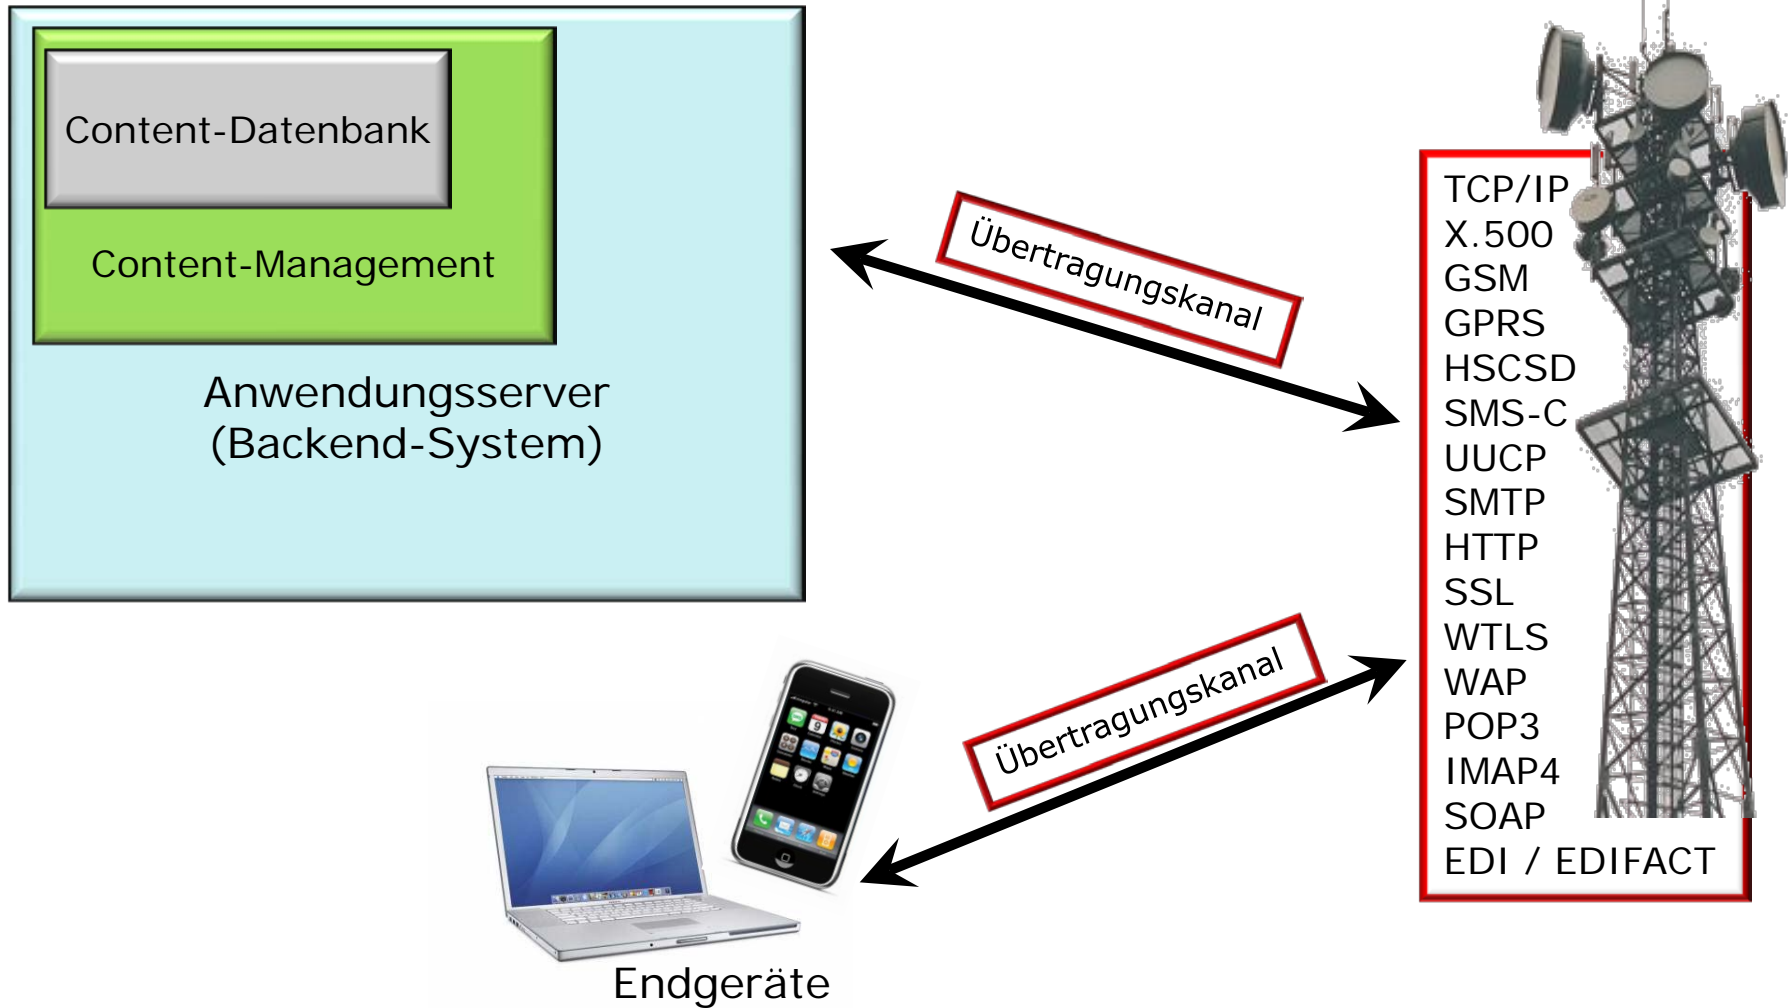 Content-Datenbank
Content-Management
Anwendungsserver
(Backend-System)
Übertragungskanal
TCP/IP
X.500
GSM
GPRS
HSCSD
SMS-C
UUCP
SMTP
HTTP
SSL
WTLS
WAP
POP3
IMAP4
SOAP
EDI / EDIFACT
Übertragungskanal
Endgeräte